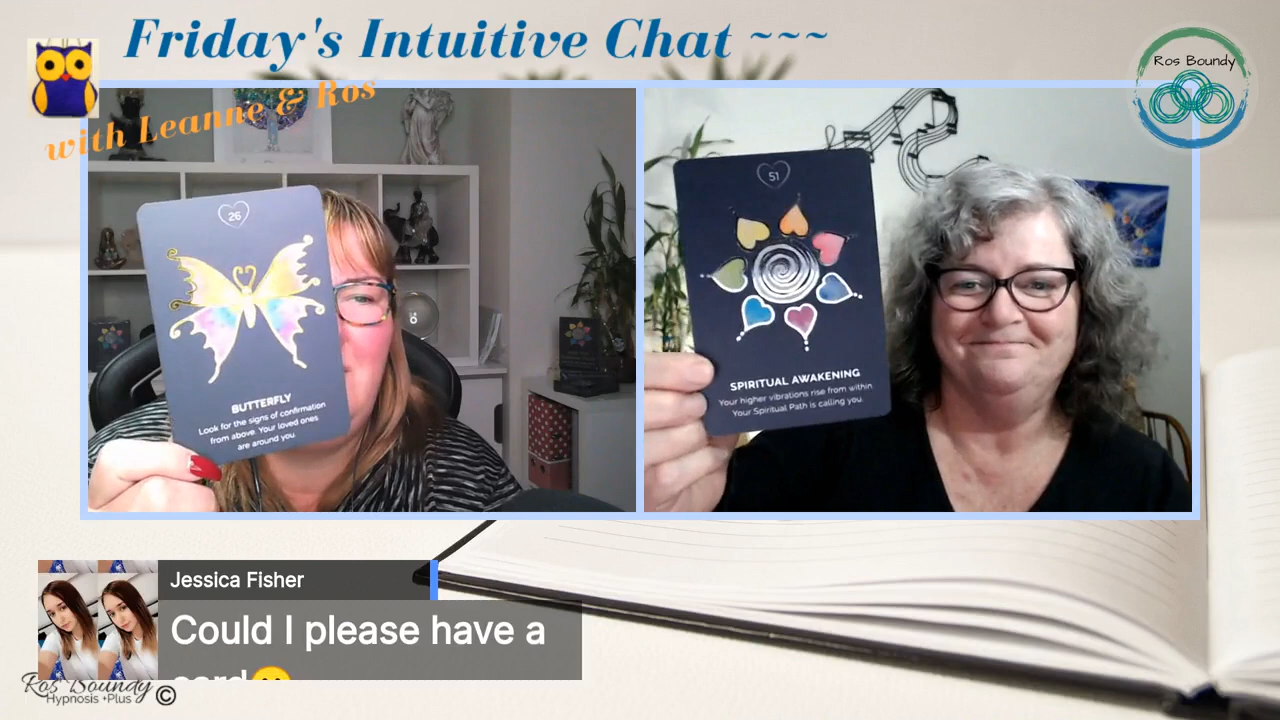 Friday's Intuitive Chat ~~~
with Leanne & Ros
Ros Boundy
26
BUTTERFLY
Look for the signs of confirmation
from above. Your loved ones
are around you.
51
SPIRITUAL AWAKENING
Your higher vibrations rise from within.
Your Spiritual Path is calling you.
Jessica Fisher
Could I please have a
card🙂
Ros Boundy
Hypnosis +Plus ©